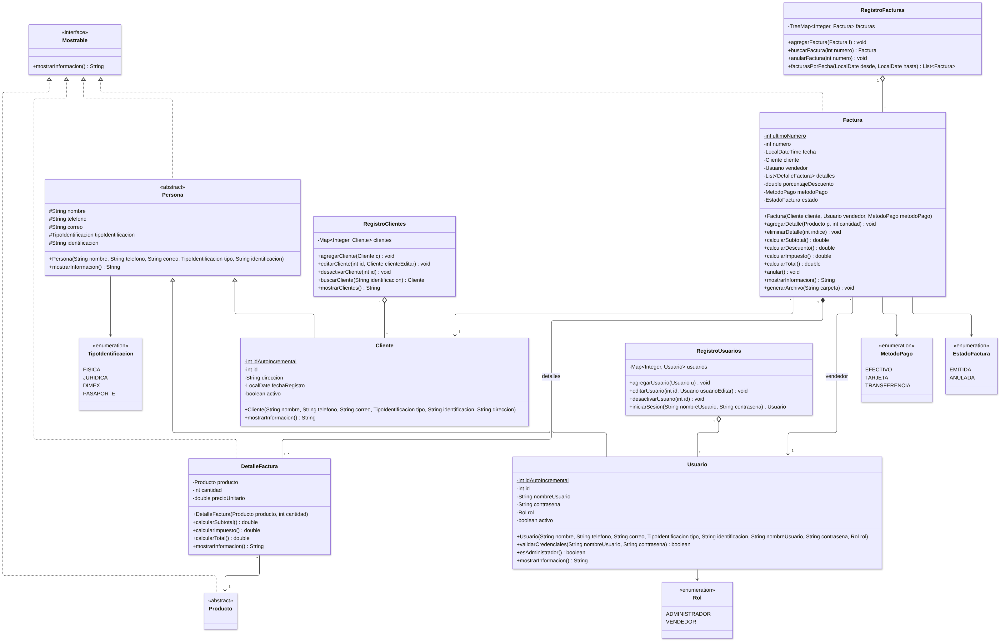 RegistroFacturas
-TreeMap<Integer, Factura> facturas
+agregarFactura(Factura f) : void
+buscarFactura(int numero) : Factura
+anularFactura(int numero) : void
+facturasPorFecha(LocalDate desde, LocalDate hasta) : List<Factura>
1
*
«interface»
Mostrable
+mostrarInformacion() : String
Factura
-int ultimoNumero
-int numero
-LocalDateTime fecha
-Cliente cliente
-Usuario vendedor
-List<DetalleFactura> detalles
-double porcentajeDescuento
-MetodoPago metodoPago
-EstadoFactura estado
+Factura(Cliente cliente, Usuario vendedor, MetodoPago metodoPago)
+agregarDetalle(Producto p, int cantidad) : void
+eliminarDetalle(int indice) : void
+calcularSubtotal() : double
+calcularDescuento() : double
+calcularImpuesto() : double
+calcularTotal() : double
+anular() : void
+mostrarInformacion() : String
+generarArchivo(String carpeta) : void
*
1
*
«abstract»
Persona
#String nombre
#String telefono
#String correo
#TipoIdentificacion tipoIdentificacion
#String identificacion
+Persona(String nombre, String telefono, String correo, TipoIdentificacion tipo, String identificacion)
+mostrarInformacion() : String
RegistroClientes
-Map<Integer, Cliente> clientes
+agregarCliente(Cliente c) : void
+editarCliente(int id, Cliente clienteEditar) : void
+desactivarCliente(int id) : void
+buscarCliente(String identificacion) : Cliente
+mostrarClientes() : String
1
*
1
«enumeration»
TipoIdentificacion
FISICA
JURIDICA
DIMEX
PASAPORTE
Cliente
-int idAutoIncremental
-int id
-String direccion
-LocalDate fechaRegistro
-boolean activo
+Cliente(String nombre, String telefono, String correo, TipoIdentificacion tipo, String identificacion, String direccion)
+mostrarInformacion() : String
detalles
RegistroUsuarios
-Map<Integer, Usuario> usuarios
+agregarUsuario(Usuario u) : void
+editarUsuario(int id, Usuario usuarioEditar) : void
+desactivarUsuario(int id) : void
+iniciarSesion(String nombreUsuario, String contrasena) : Usuario
1
*
vendedor
1
«enumeration»
MetodoPago
EFECTIVO
TARJETA
TRANSFERENCIA
«enumeration»
EstadoFactura
EMITIDA
ANULADA
1..*
DetalleFactura
-Producto producto
-int cantidad
-double precioUnitario
+DetalleFactura(Producto producto, int cantidad)
+calcularSubtotal() : double
+calcularImpuesto() : double
+calcularTotal() : double
+mostrarInformacion() : String
*
1
Usuario
-int idAutoIncremental
-int id
-String nombreUsuario
-String contrasena
-Rol rol
-boolean activo
+Usuario(String nombre, String telefono, String correo, TipoIdentificacion tipo, String identificacion, String nombreUsuario, String contrasena, Rol rol)
+validarCredenciales(String nombreUsuario, String contrasena) : boolean
+esAdministrador() : boolean
+mostrarInformacion() : String
«abstract»
Producto
«enumeration»
Rol
ADMINISTRADOR
VENDEDOR